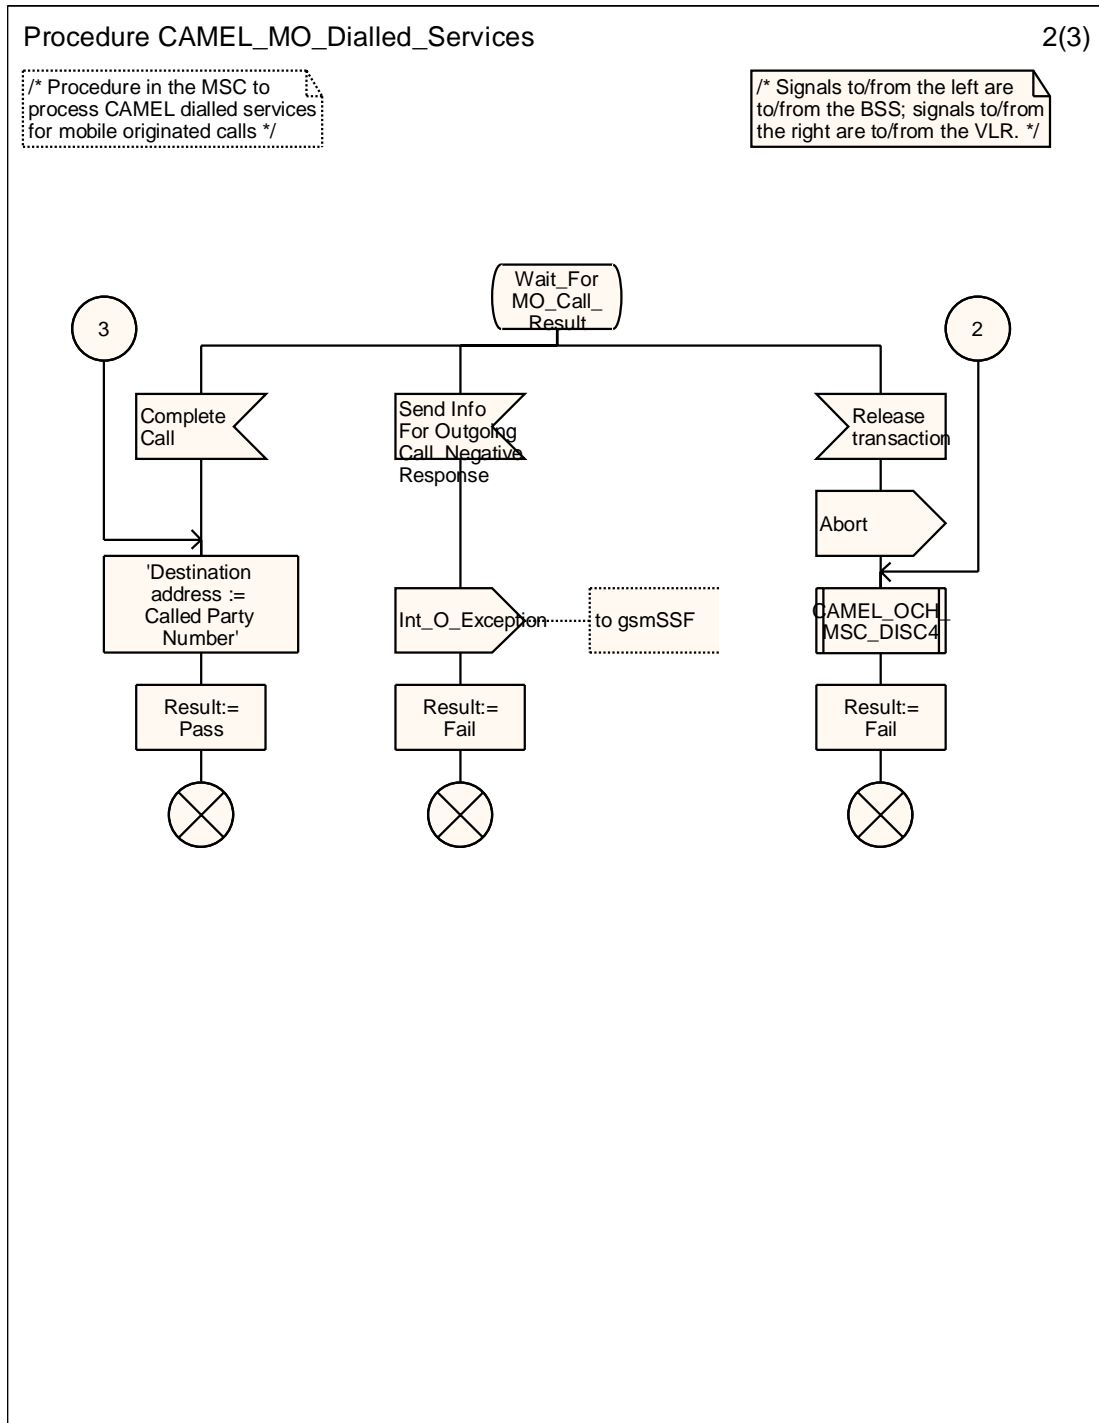 Procedure CAMEL_MO_Dialled_Services
2(3)
/* Procedure in the MSC to
process CAMEL dialled services
for mobile originated calls */
/* Signals to/from the left are
to/from the BSS; signals to/from
the right are to/from the VLR. */
Wait_For
MO_Call_
Result
3
2
Complete
Call
Send Info
For Outgoing
Call_Negative
Response
Release
transaction
Abort
'Destination
address :=
Called Party
Number'
Int_O_Exception
to gsmSSF
CAMEL_OCH_
MSC_DISC4
Result:=
Pass
Result:=
Fail
Result:=
Fail